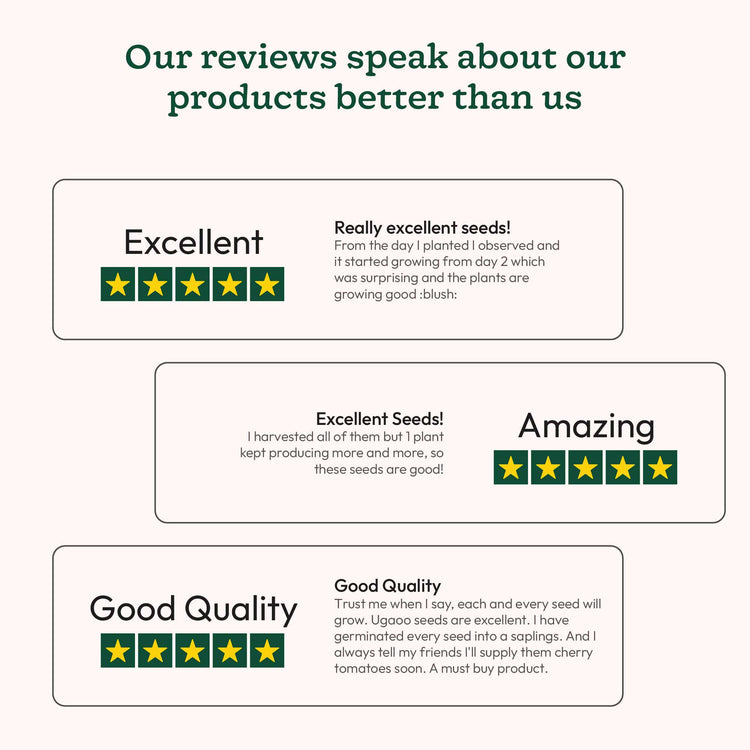 Our reviews speak about our
products better than us
Excellent
Really excellent seeds!
From the day I planted I observed and
it started growing from day 2 which
was surprising and the plants are
growing good :blush:
Excellent Seeds!
I harvested all of them but 1 plant
kept producing more and more, so
these seeds are good!
Amazing
Good Quality
Good Quality
Trust me when I say, each and every seed will
grow. Ugaoo seeds are excellent. I have
germinated every seed into a saplings. And I
always tell my friends I'll supply them cherry
tomatoes soon. A must buy product.